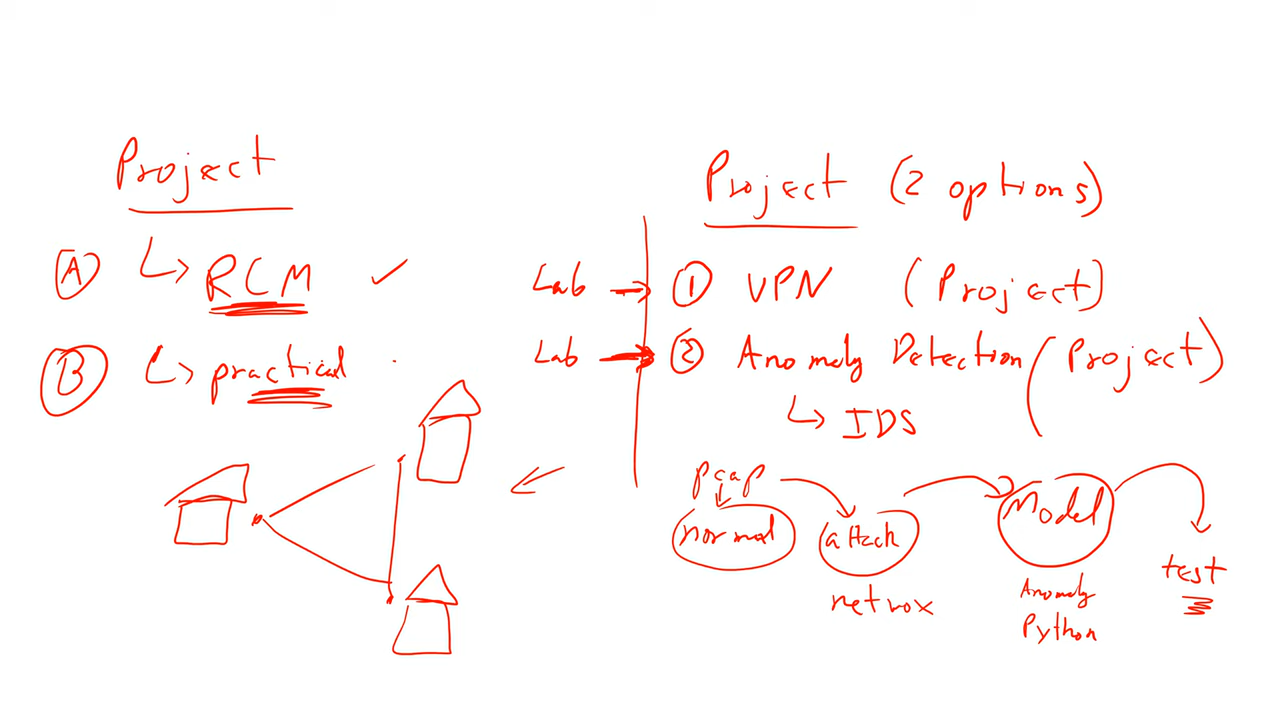 Project
A ↳ RCM ✓
B ↳ practical
Project (2 options)
Lab → 1 VPN (Project)
Lab → 2 Anomaly Detection (Project)
↳ IDS
pcap
normal attack Model
netvox
test
Anomaly
Python